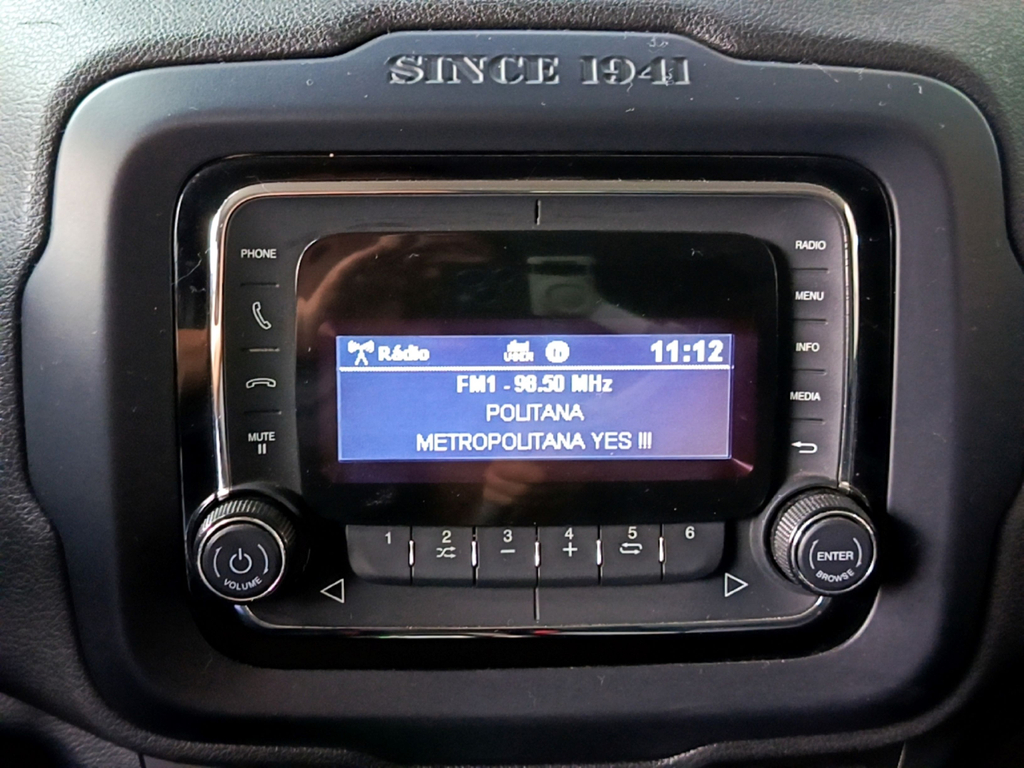 SINCE 1941
PHONE
MUTE
RADIO
MENU
INFO
MEDIA
Rádio
USER
11:12
FM1 - 98.50 MHz
POLITANA
METROPOLITANA YES !!!
1 2 3 4 5 6
VOLUME
ENTER
BROWSE